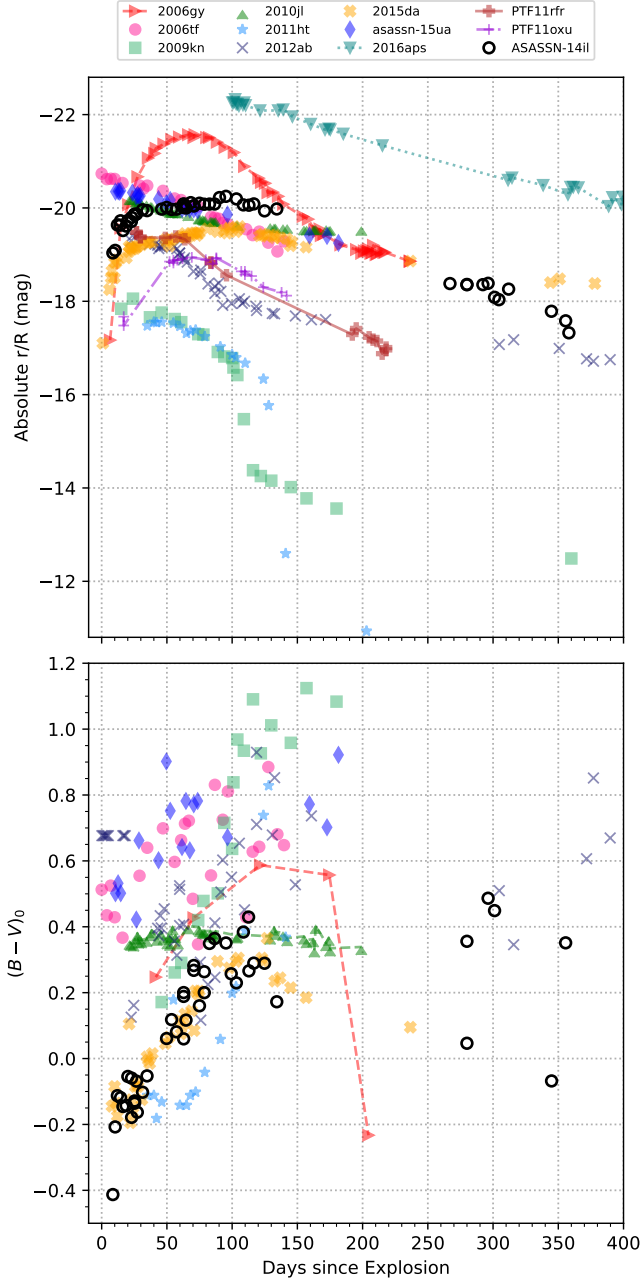 2006gy 2010jl 2015da PTF11rfr
2006tf 2011ht asassn-15ua PTF11oxu
2009kn 2012ab 2016aps ASASSN-14il
Absolute r/R (mag)
−22
−20
−18
−16
−14
−12
(B − V)0
1.2
1.0
0.8
0.6
0.4
0.2
0.0
−0.2
−0.4
0 50 100 150 200 250 300 350 400
Days since Explosion